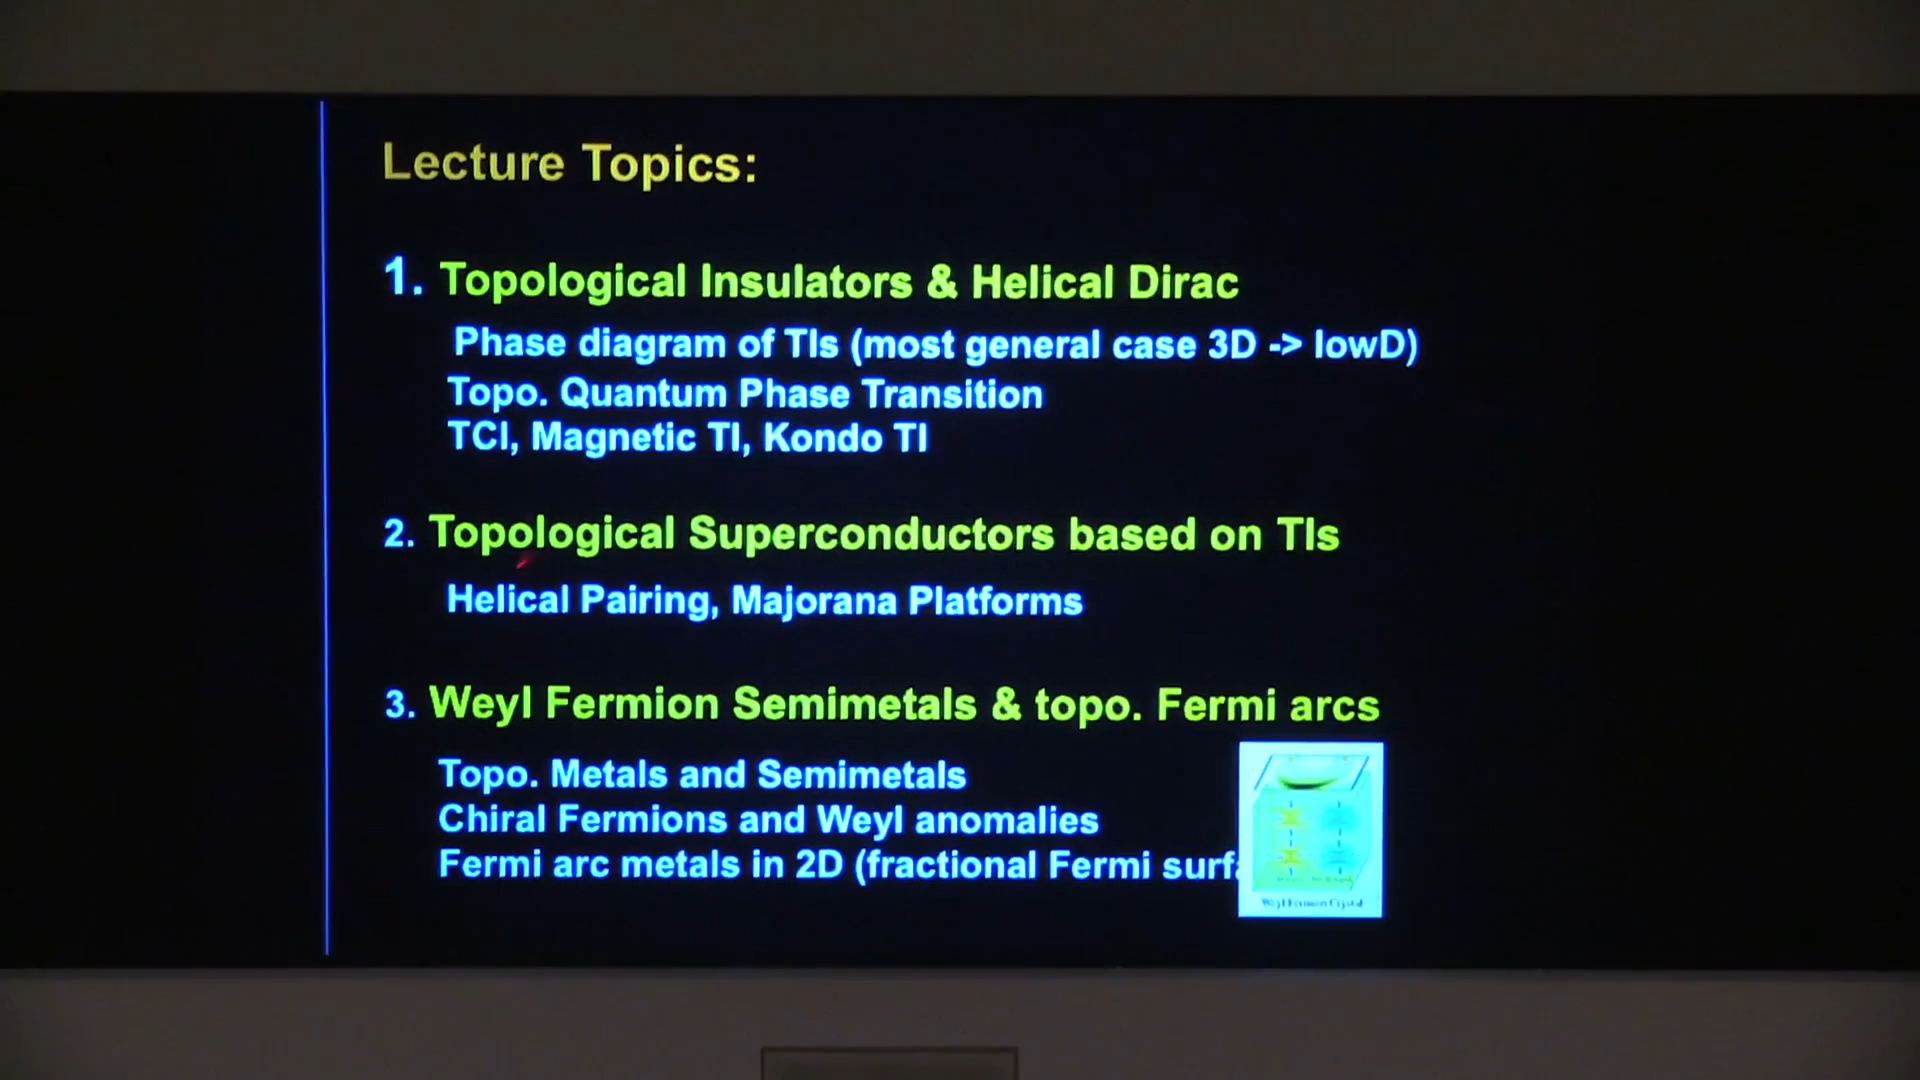 Lecture Topics:
1. Topological Insulators & Helical Dirac
Phase diagram of TIs (most general case 3D -> lowD)
Topo. Quantum Phase Transition
TCI, Magnetic TI, Kondo TI
2. Topological Superconductors based on TIs
Helical Pairing, Majorana Platforms
3. Weyl Fermion Semimetals & topo. Fermi arcs
Topo. Metals and Semimetals
Chiral Fermions and Weyl anomalies
Fermi arc metals in 2D (fractional Fermi surf
Weyl Fermion Crystal